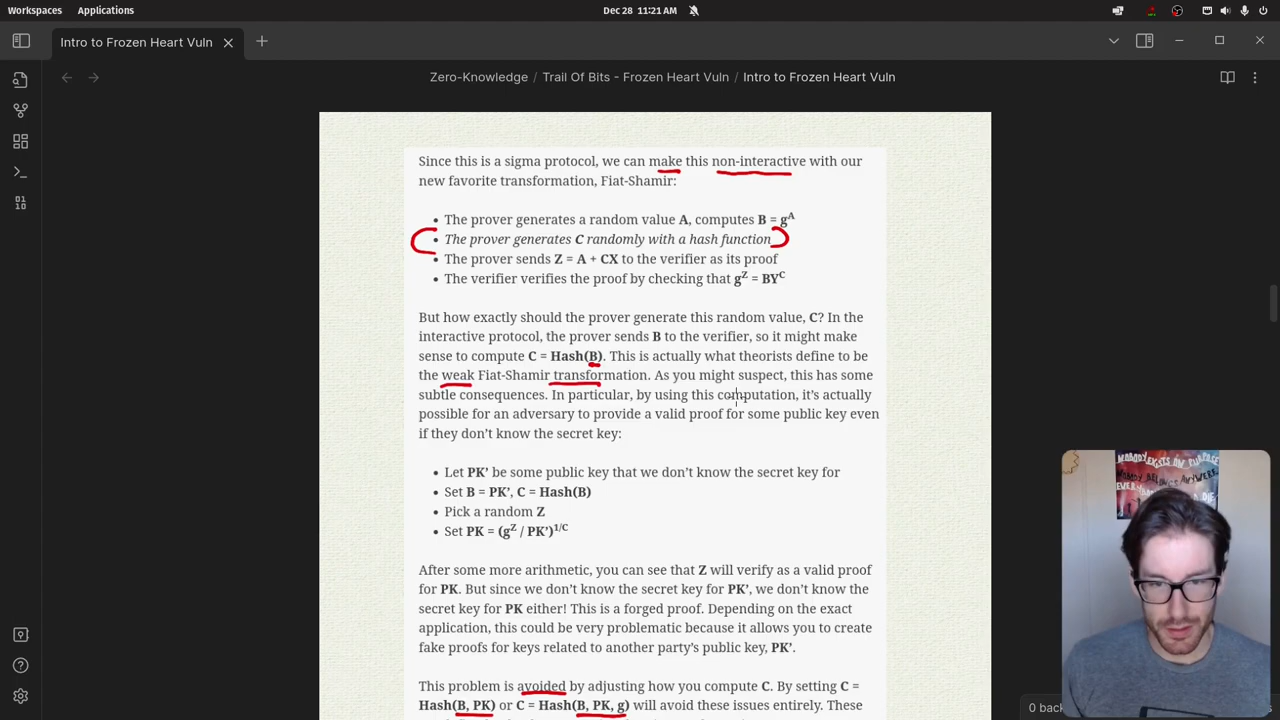 Workspaces Applications Dec 28 11:21 AM
Intro to Frozen Heart Vuln
Zero-Knowledge / Trail Of Bits - Frozen Heart Vuln / Intro to Frozen Heart Vuln
Since this is a sigma protocol, we can make this non-interactive with our
new favorite transformation, Fiat-Shamir:
• The prover generates a random value A, computes B = g^A
• The prover generates C randomly with a hash function
• The prover sends Z = A + CX to the verifier as its proof
• The verifier verifies the proof by checking that g^Z = BY^C
But how exactly should the prover generate this random value, C? In the
interactive protocol, the prover sends B to the verifier, so it might make
sense to compute C = Hash(B). This is actually what theorists define to be
the weak Fiat-Shamir transformation. As you might suspect, this has some
subtle consequences. In particular, by using this computation, it’s actually
possible for an adversary to provide a valid proof for some public key even
if they don’t know the secret key:
• Let PK’ be some public key that we don’t know the secret key for
• Set B = PK’, C = Hash(B)
• Pick a random Z
• Set PK = (g^Z / PK’)^1/C
After some more arithmetic, you can see that Z will verify as a valid proof
for PK. But since we don’t know the secret key for PK’, we don’t know the
secret key for PK either! This is a forged proof. Depending on the exact
application, this could be very problematic because it allows you to create
fake proofs for keys related to another party’s public key, PK’.
This problem is avoided by adjusting how you compute C. By setting C =
Hash(B, PK) or C = Hash(B, PK, g) will avoid these issues entirely. These
0 back